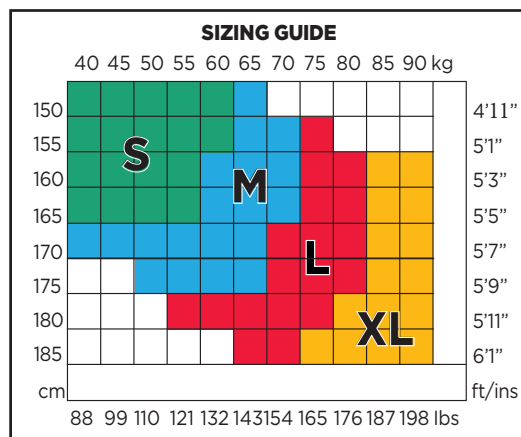 SIZING GUIDE
40 45 50 55 60 65 70 75 80 85 90 kg
150 4’11”
155 5’1”
S
160 5’3”
M
165 5’5”
170 5’7”
L
175 5’9”
180 5’11”
XL
185 6’1”
cm ft/ins
88 99 110 121 132 143 154 165 176 187 198 lbs